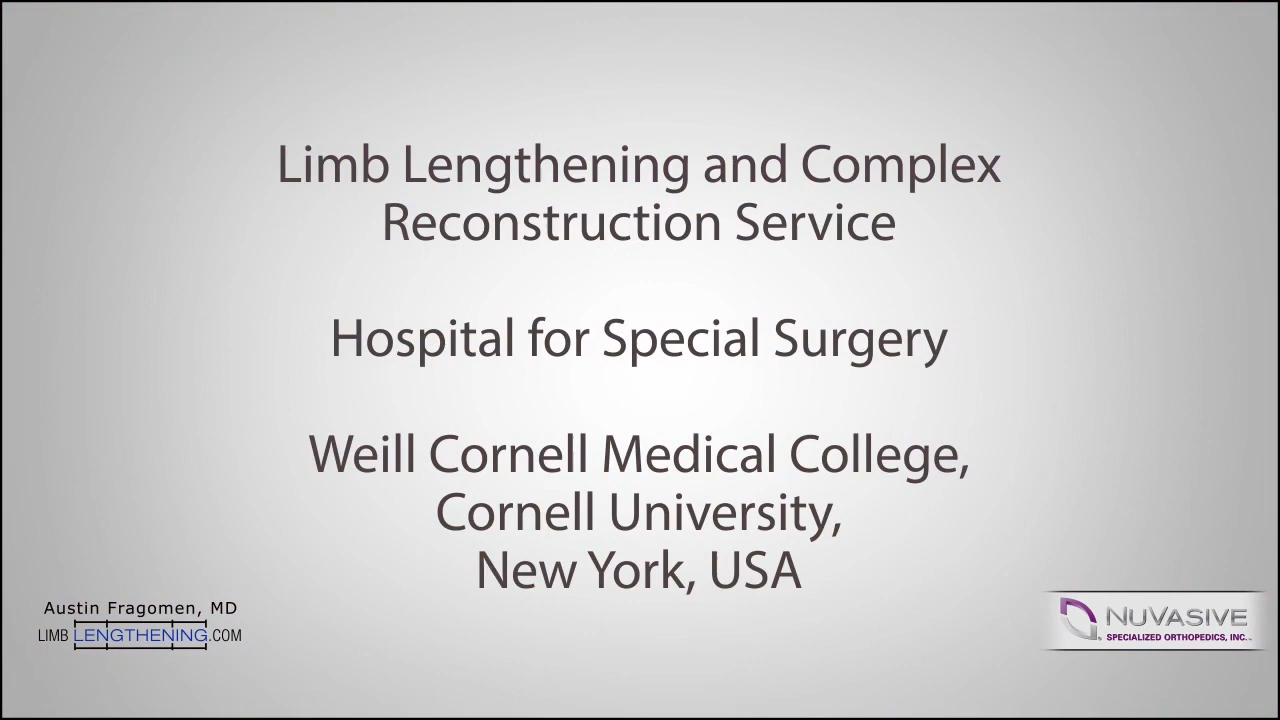 Limb Lengthening and Complex
Reconstruction Service
Hospital for Special Surgery
Weill Cornell Medical College,
Cornell University,
New York, USA
Austin Fragomen, MD
LIMB LENGTHENING.COM
NUVASIVE
SPECIALIZED ORTHOPEDICS, INC.™